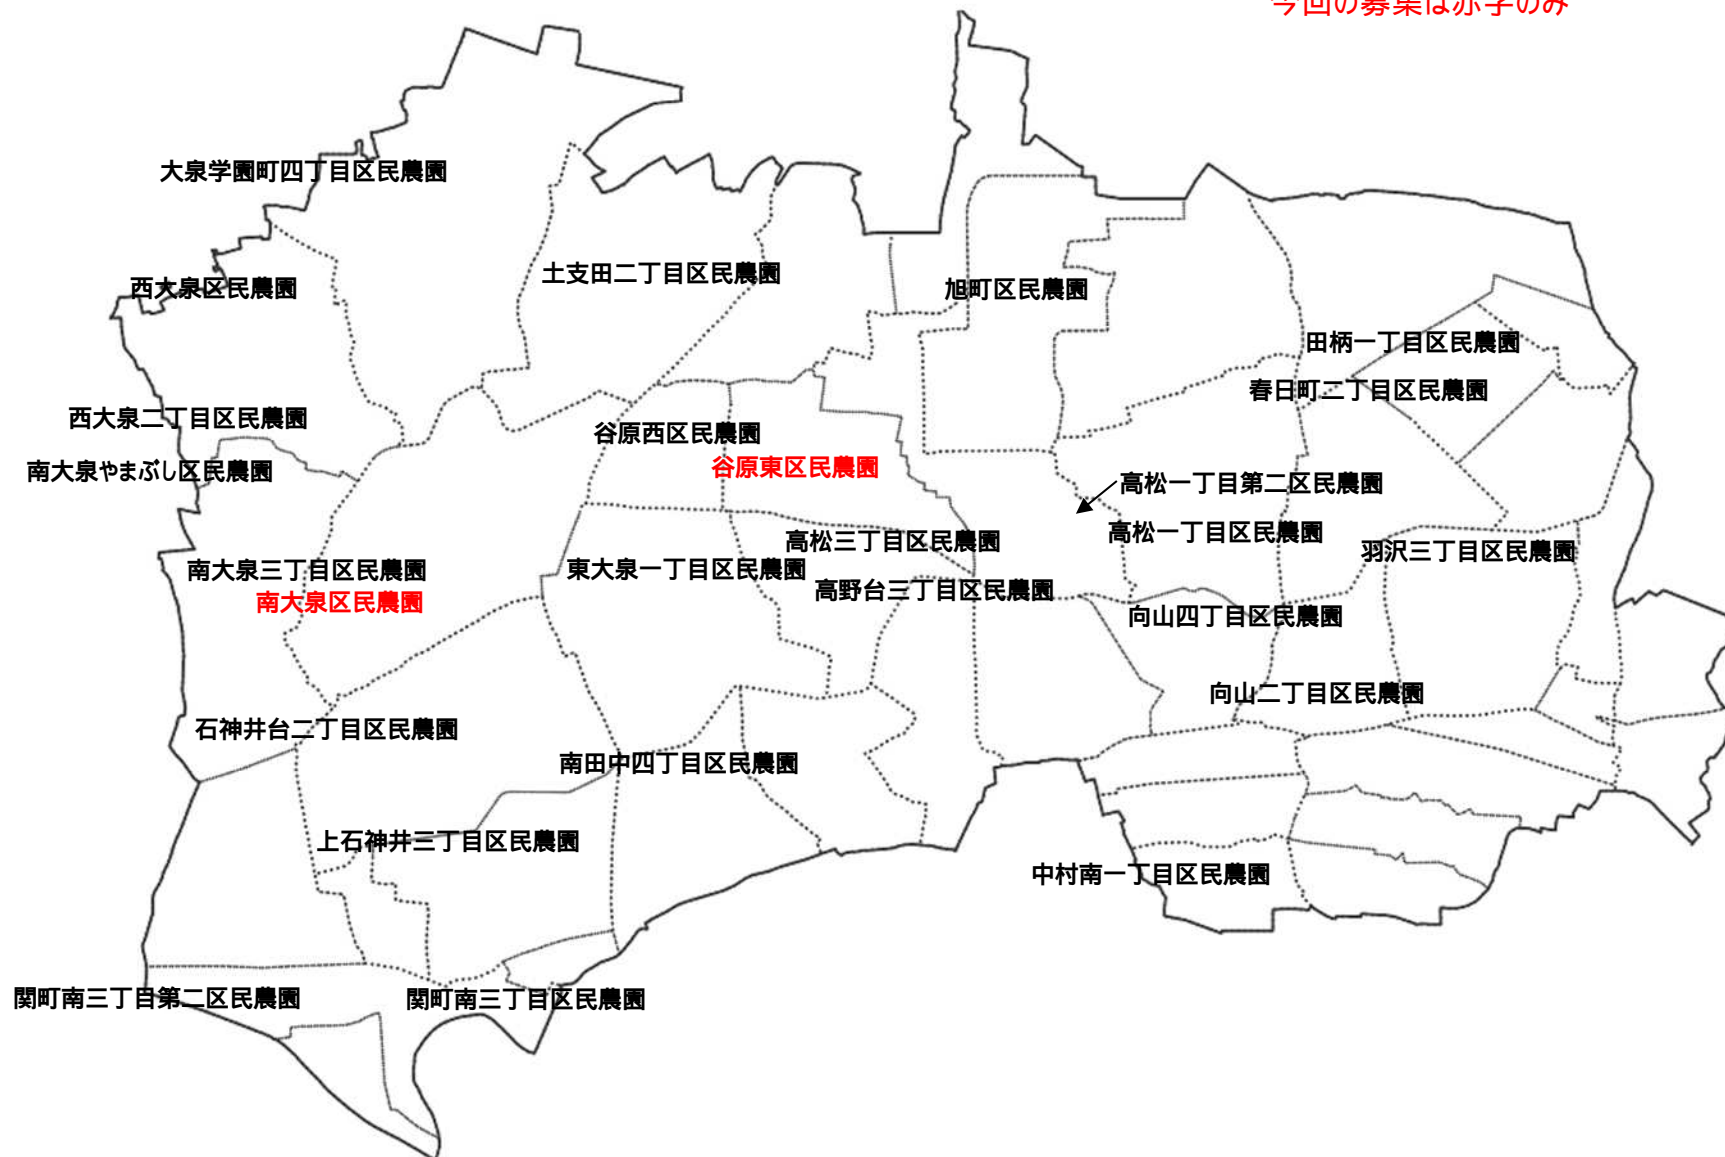 今回の募集は赤字のみ
大泉学園町四丁目区民農園
土支田二丁目区民農園
西大泉区民農園
旭町区民農園
田柄一丁目区民農園
春日町二丁目区民農園
西大泉二丁目区民農園
谷原西区民農園
谷原東区民農園
南大泉やまぶし区民農園
高松一丁目第二区民農園
高松一丁目区民農園
高松三丁目区民農園
羽沢三丁目区民農園
南大泉三丁目区民農園
東大泉一丁目区民農園
高野台三丁目区民農園
南大泉区民農園
向山四丁目区民農園
向山二丁目区民農園
石神井台二丁目区民農園
南田中四丁目区民農園
上石神井三丁目区民農園
中村南一丁目区民農園
関町南三丁目第二区民農園
関町南三丁目区民農園